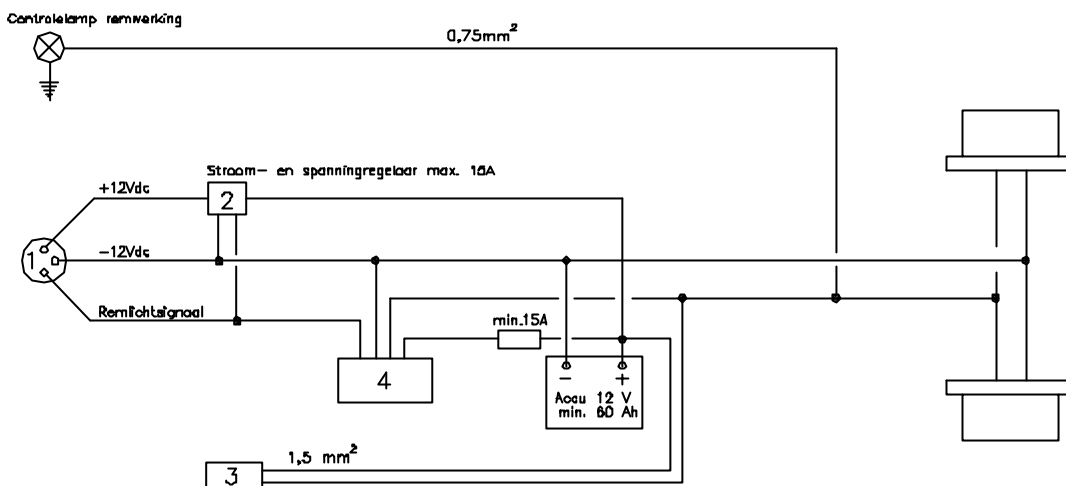 Controlelamp remwerking
0,75mm²
Stroom- en spanningregelaar max. 15A
+12Vdc
2
1
-12Vdc
Remlichtsignaal
min.15A
4
- +
Accu 12 V
min. 60 Ah
1,5 mm²
3